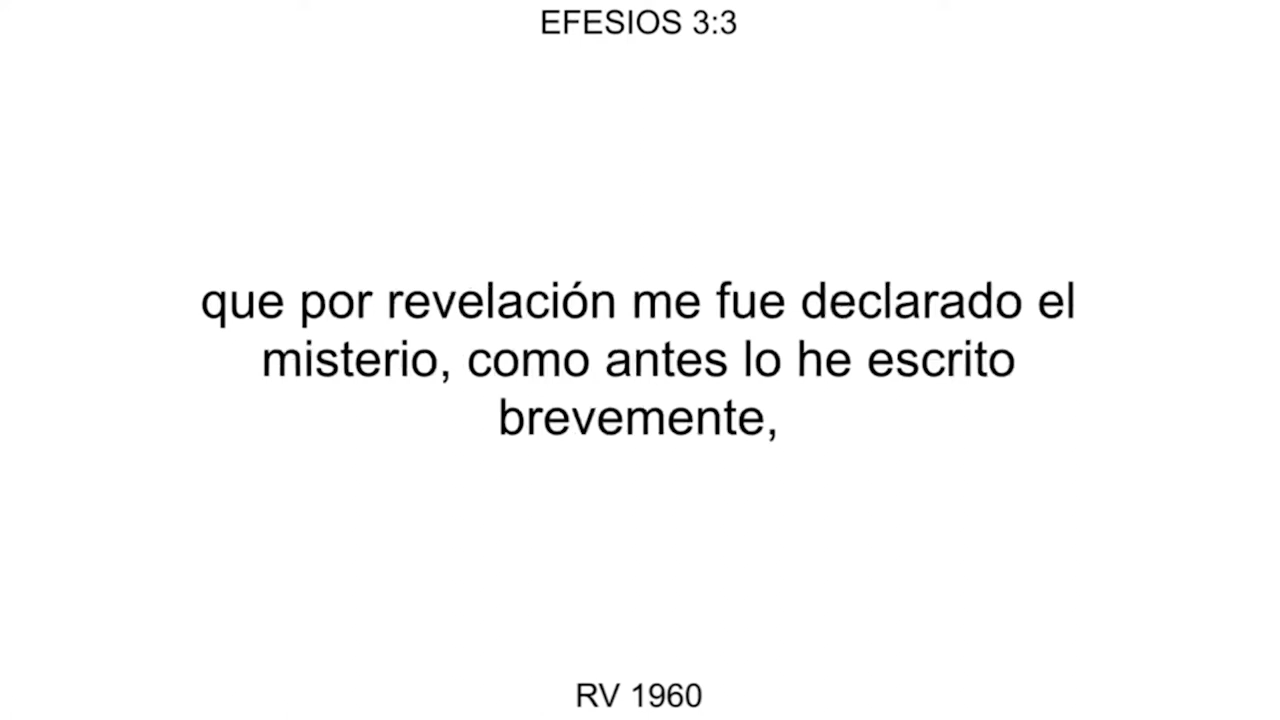 EFESIOS 3:3
que por revelación me fue declarado el
misterio, como antes lo he escrito
brevemente,
RV 1960